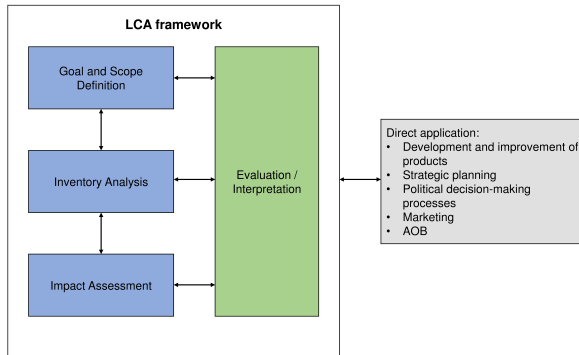 LCA framework
Goal and Scope
Definition
Inventory Analysis
Impact Assessment
Evaluation /
Interpretation
Direct application:
• Development and improvement of
products
• Strategic planning
• Political decision-making
processes
• Marketing
• AOB